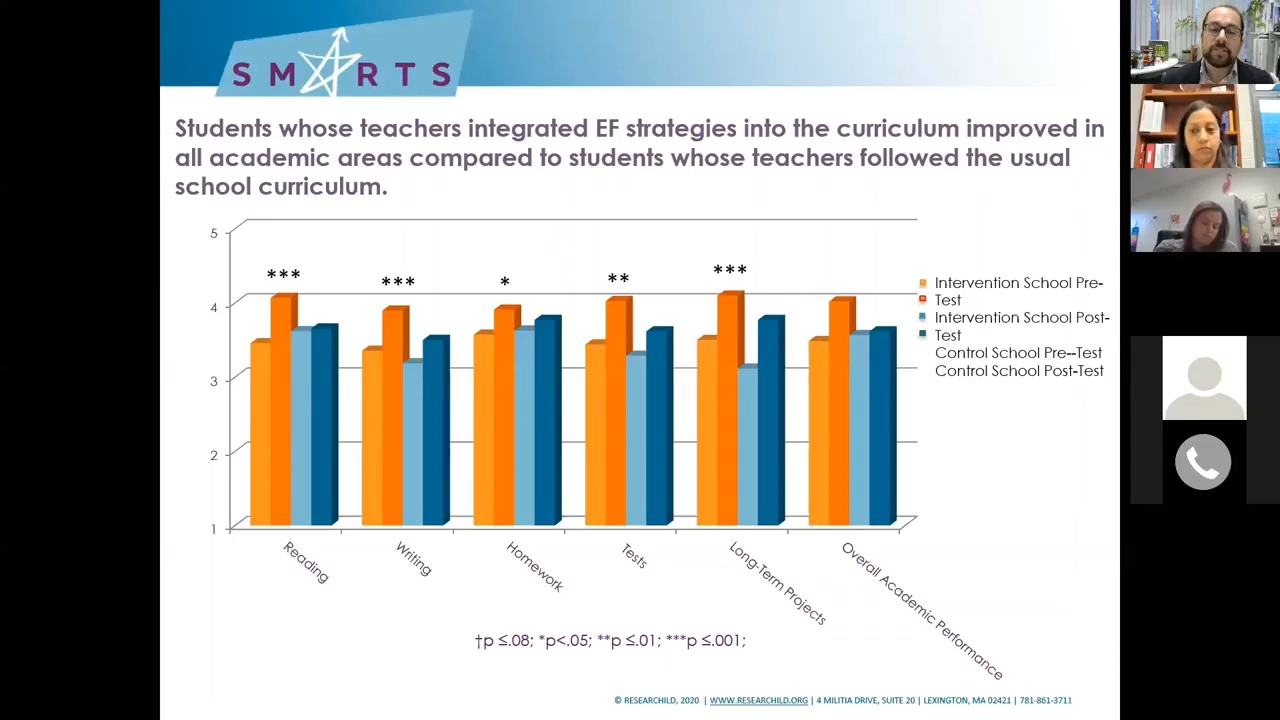 SMARTS
Students whose teachers integrated EF strategies into the curriculum improved in
all academic areas compared to students whose teachers followed the usual
school curriculum.
5
4
3
2
1
***
***
*
**
***
Intervention School Pre-
Test
Intervention School Post-
Test
Control School Pre--Test
Control School Post-Test
Reading
Writing
Homework
Tests
Long-Term Projects
Overall Academic Performance
†p ≤.08; *p<.05; **p ≤.01; ***p ≤.001;
© RESEARCHILD, 2020 | WWW.RESEARCHILD.ORG | 4 MILITIA DRIVE, SUITE 20 | LEXINGTON, MA 02421 | 781-861-3711